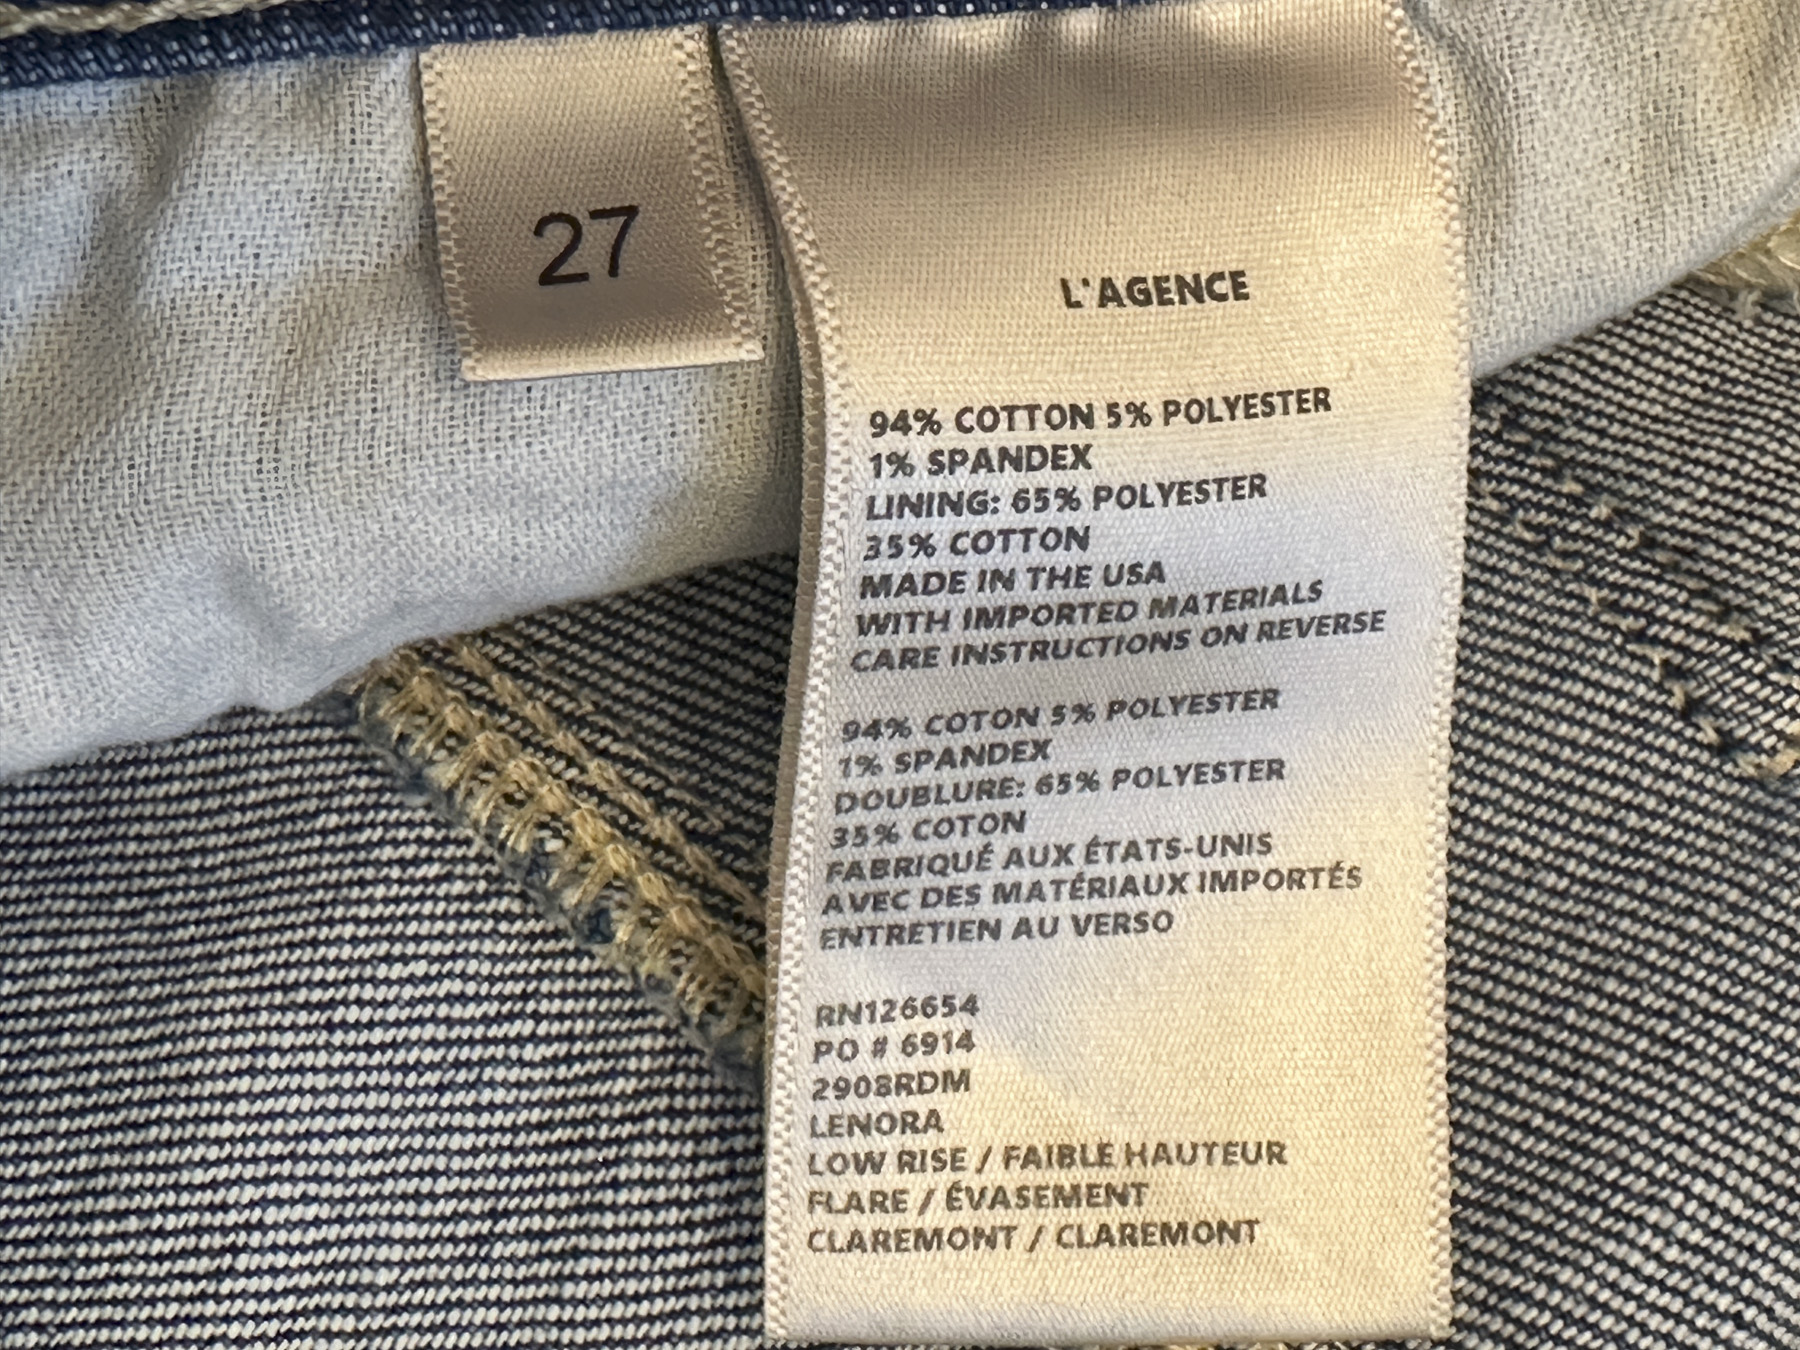 27
L'AGENCE
94% COTTON 5% POLYESTER
1% SPANDEX
LINING: 65% POLYESTER
35% COTTON
MADE IN THE USA
WITH IMPORTED MATERIALS
CARE INSTRUCTIONS ON REVERSE
94% COTON 5% POLYESTER
1% SPANDEX
DOUBLURE: 65% POLYESTER
35% COTON
FABRIQUÉ AUX ÉTATS-UNIS
AVEC DES MATÉRIAUX IMPORTÉS
ENTRETIEN AU VERSO
RN126654
PO # 6914
2908RDM
LENORA
LOW RISE / FAIBLE HAUTEUR
FLARE / ÉVASEMENT
CLAREMONT / CLAREMONT